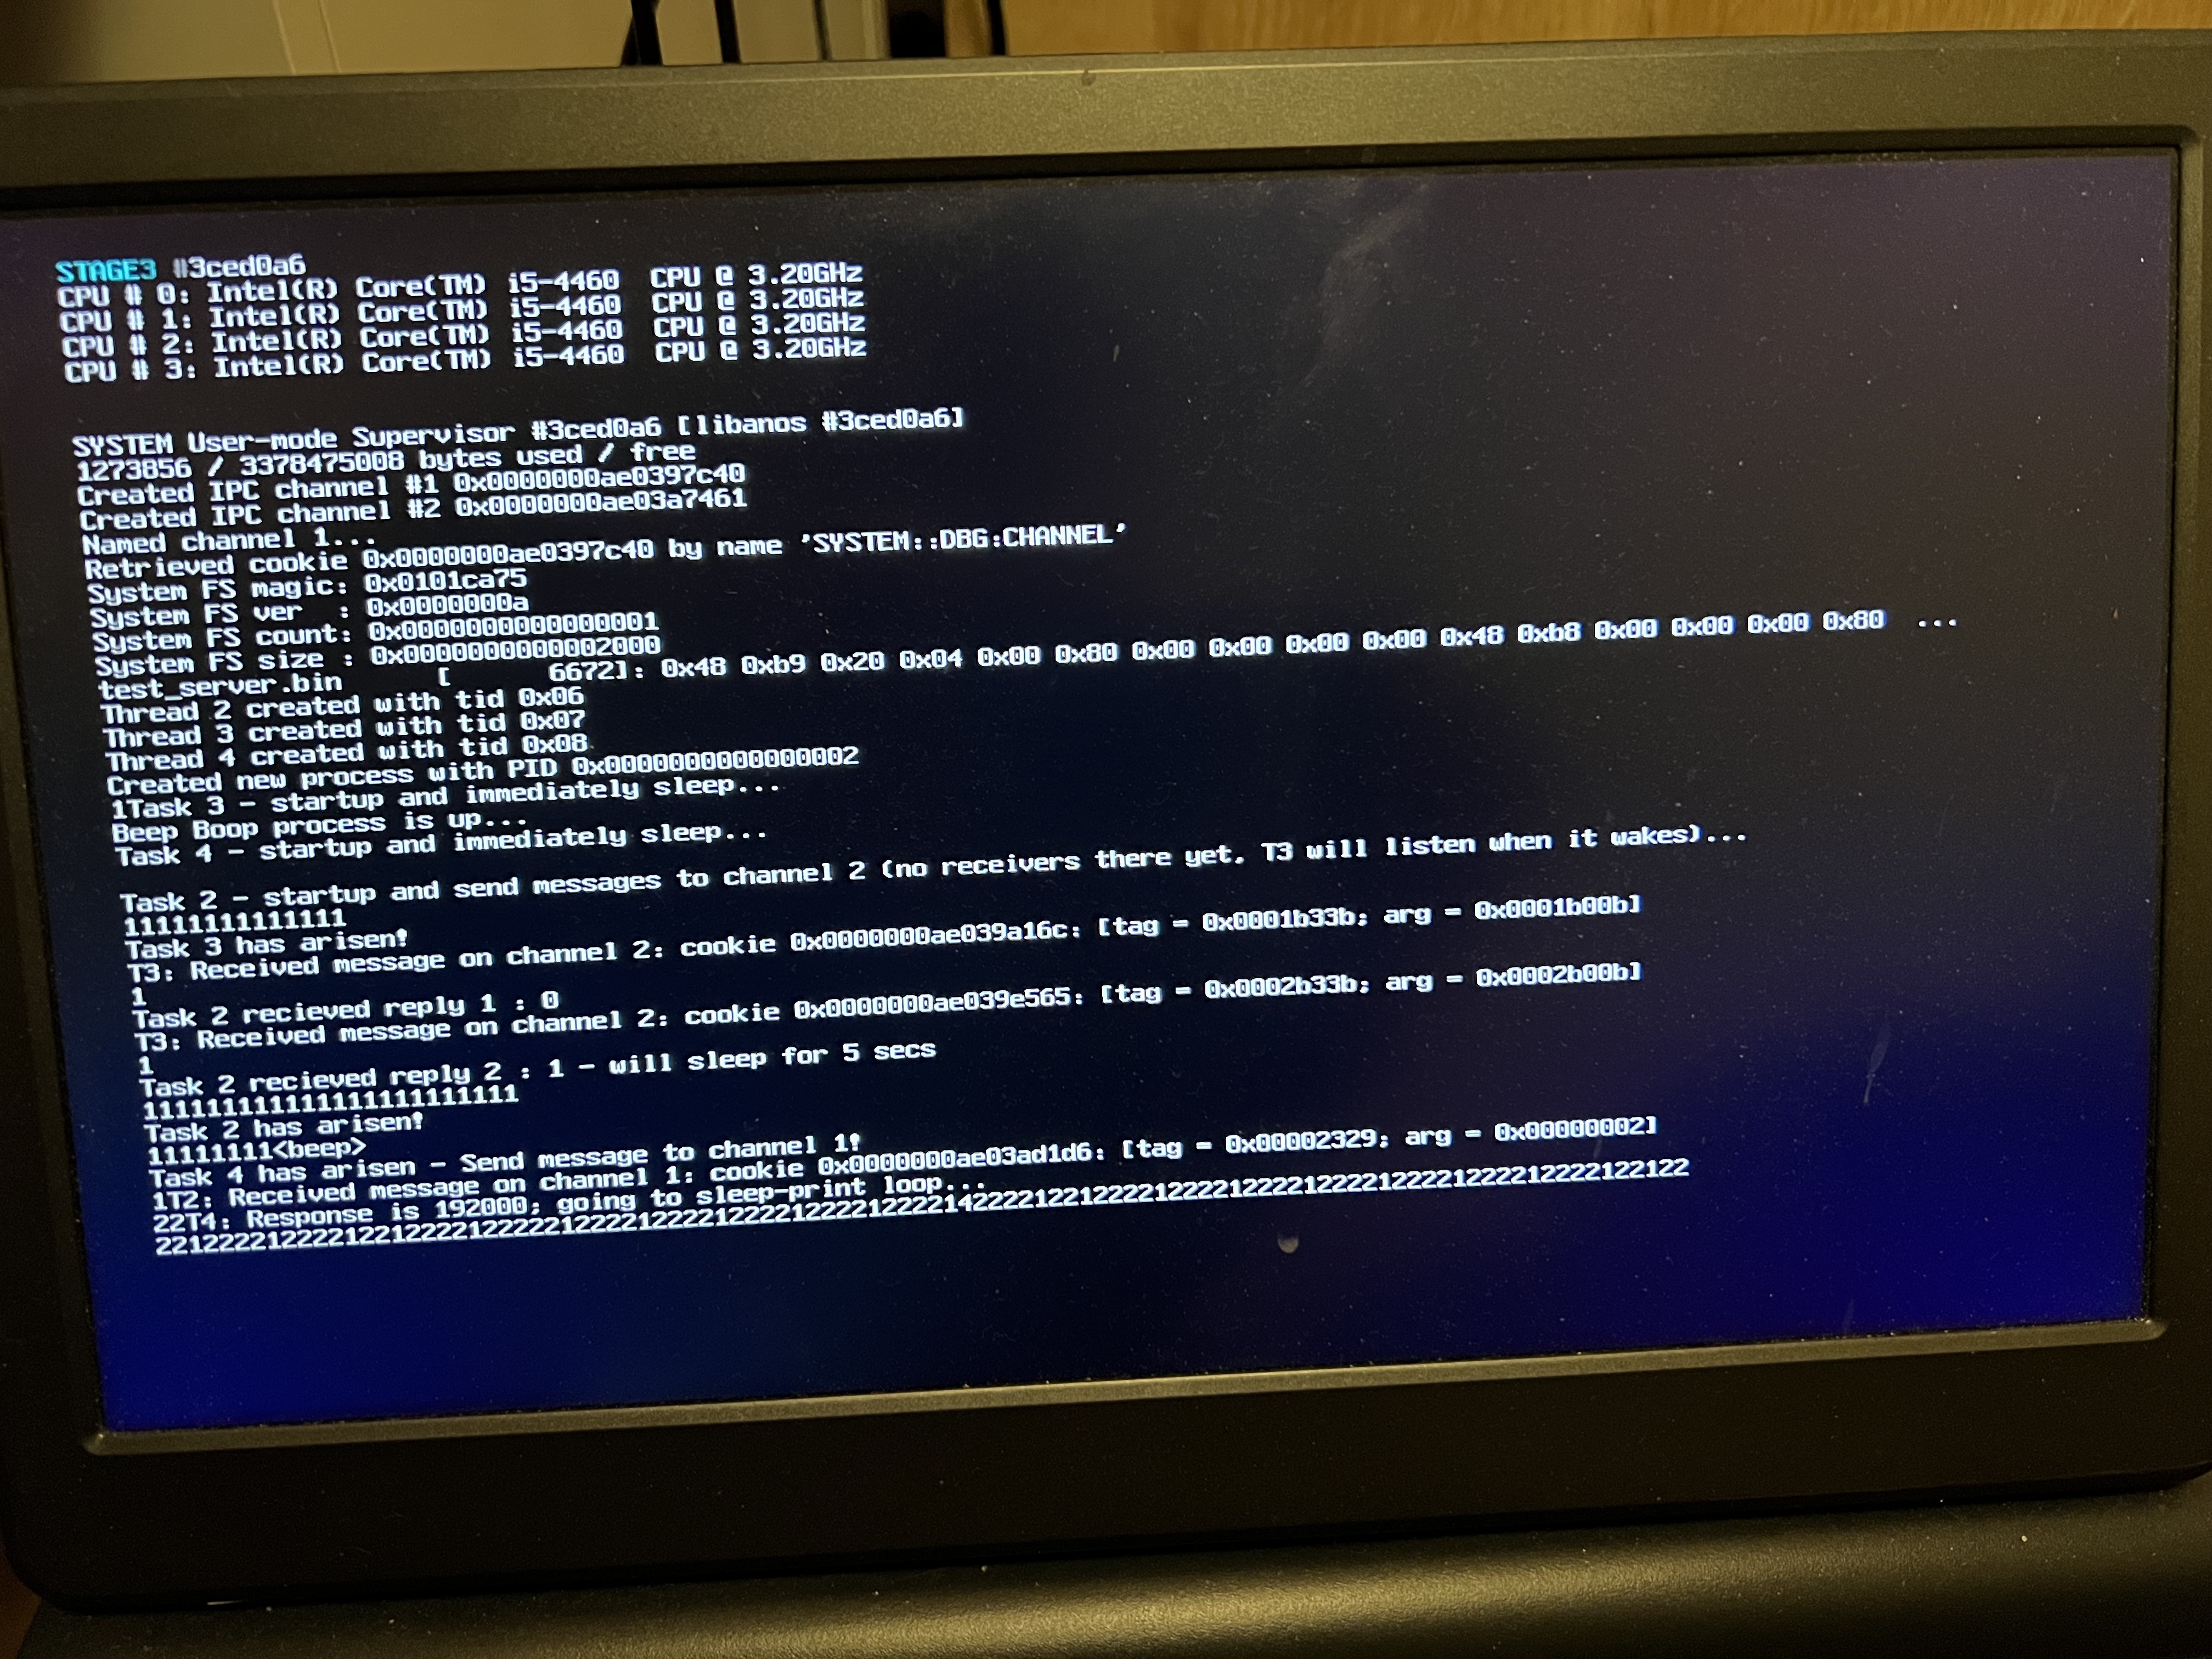 STAGE3 #3ced0a6
CPU # 0: Intel(R) Core(TM) i5-4460  CPU @ 3.20GHz
CPU # 1: Intel(R) Core(TM) i5-4460  CPU @ 3.20GHz
CPU # 2: Intel(R) Core(TM) i5-4460  CPU @ 3.20GHz
CPU # 3: Intel(R) Core(TM) i5-4460  CPU @ 3.20GHz
SYSTEM User-mode Supervisor #3ced0a6 [libanos #3ced0a6]
1273856 / 3378475008 bytes used / free
Created IPC channel #1 0x0000000ae0397c40
Created IPC channel #2 0x0000000ae03a7461
Named channel 1...
Retrieved cookie 0x0000000ae0397c40 by name 'SYSTEM::DBG:CHANNEL'
System FS magic: 0x0101ca75
System FS ver  : 0x0000000a
System FS count: 0x0000000000000001
System FS size : 0x0000000000002000
test_server.bin      [      6672]: 0x48 0xb9 0x20 0x04 0x00 0x80 0x00 0x00 0x00 0x00 0x48 0xb8 0x00 0x00 0x00 0x80  ...
Thread 2 created with tid 0x06
Thread 3 created with tid 0x07
Thread 4 created with tid 0x08
Created new process with PID 0x0000000000000002
1Task 3 - startup and immediately sleep...
Beep Boop process is up...
Task 4 - startup and immediately sleep...
Task 2 - startup and send messages to channel 2 (no receivers there yet, T3 will listen when it wakes)...
111111111111111
Task 3 has arisen!
T3: Received message on channel 2: cookie 0x0000000ae039a16c: [tag = 0x0001b33b; arg = 0x0001b00b]
1
Task 2 recieved reply 1 : 0
T3: Received message on channel 2: cookie 0x0000000ae039e565: [tag = 0x0002b33b; arg = 0x0002b00b]
1
Task 2 recieved reply 2 : 1 - will sleep for 5 secs
1111111111111111111111111
Task 2 has arisen!
11111111<beep>
Task 4 has arisen - Send message to channel 1!
1T2: Received message on channel 1: cookie 0x0000000ae03ad1d6: [tag = 0x00002329; arg = 0x00000002]
22T4: Response is 192000; going to sleep-print loop...